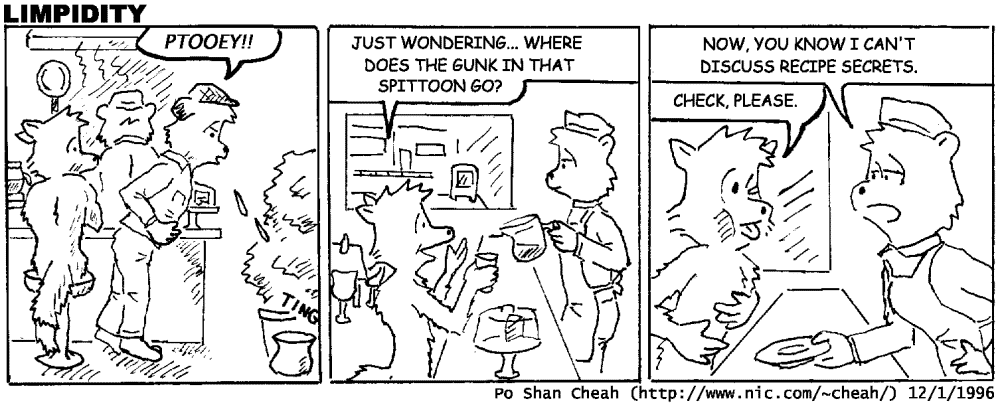 LIMPIDITY
PTOOEY!!
TING
JUST WONDERING... WHERE
DOES THE GUNK IN THAT
SPITTOON GO?
NOW, YOU KNOW I CAN'T
DISCUSS RECIPE SECRETS.
CHECK, PLEASE.
Po Shan Cheah (http://www.nic.com/~cheah/) 12/1/1996